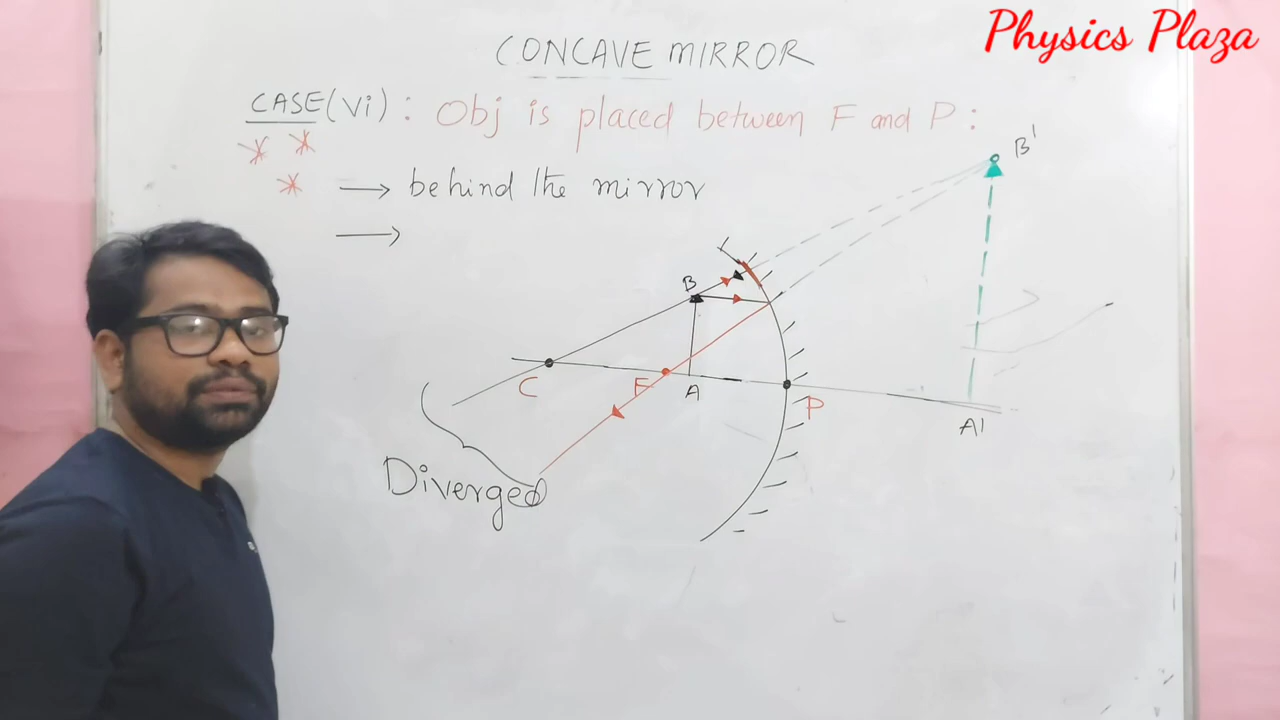 Physics Plaza
CONCAVE MIRROR
CASE(vi): Obj is placed between F and P:
→ behind the mirror
→
B'
B
C
F
A
P
A'
Diverged